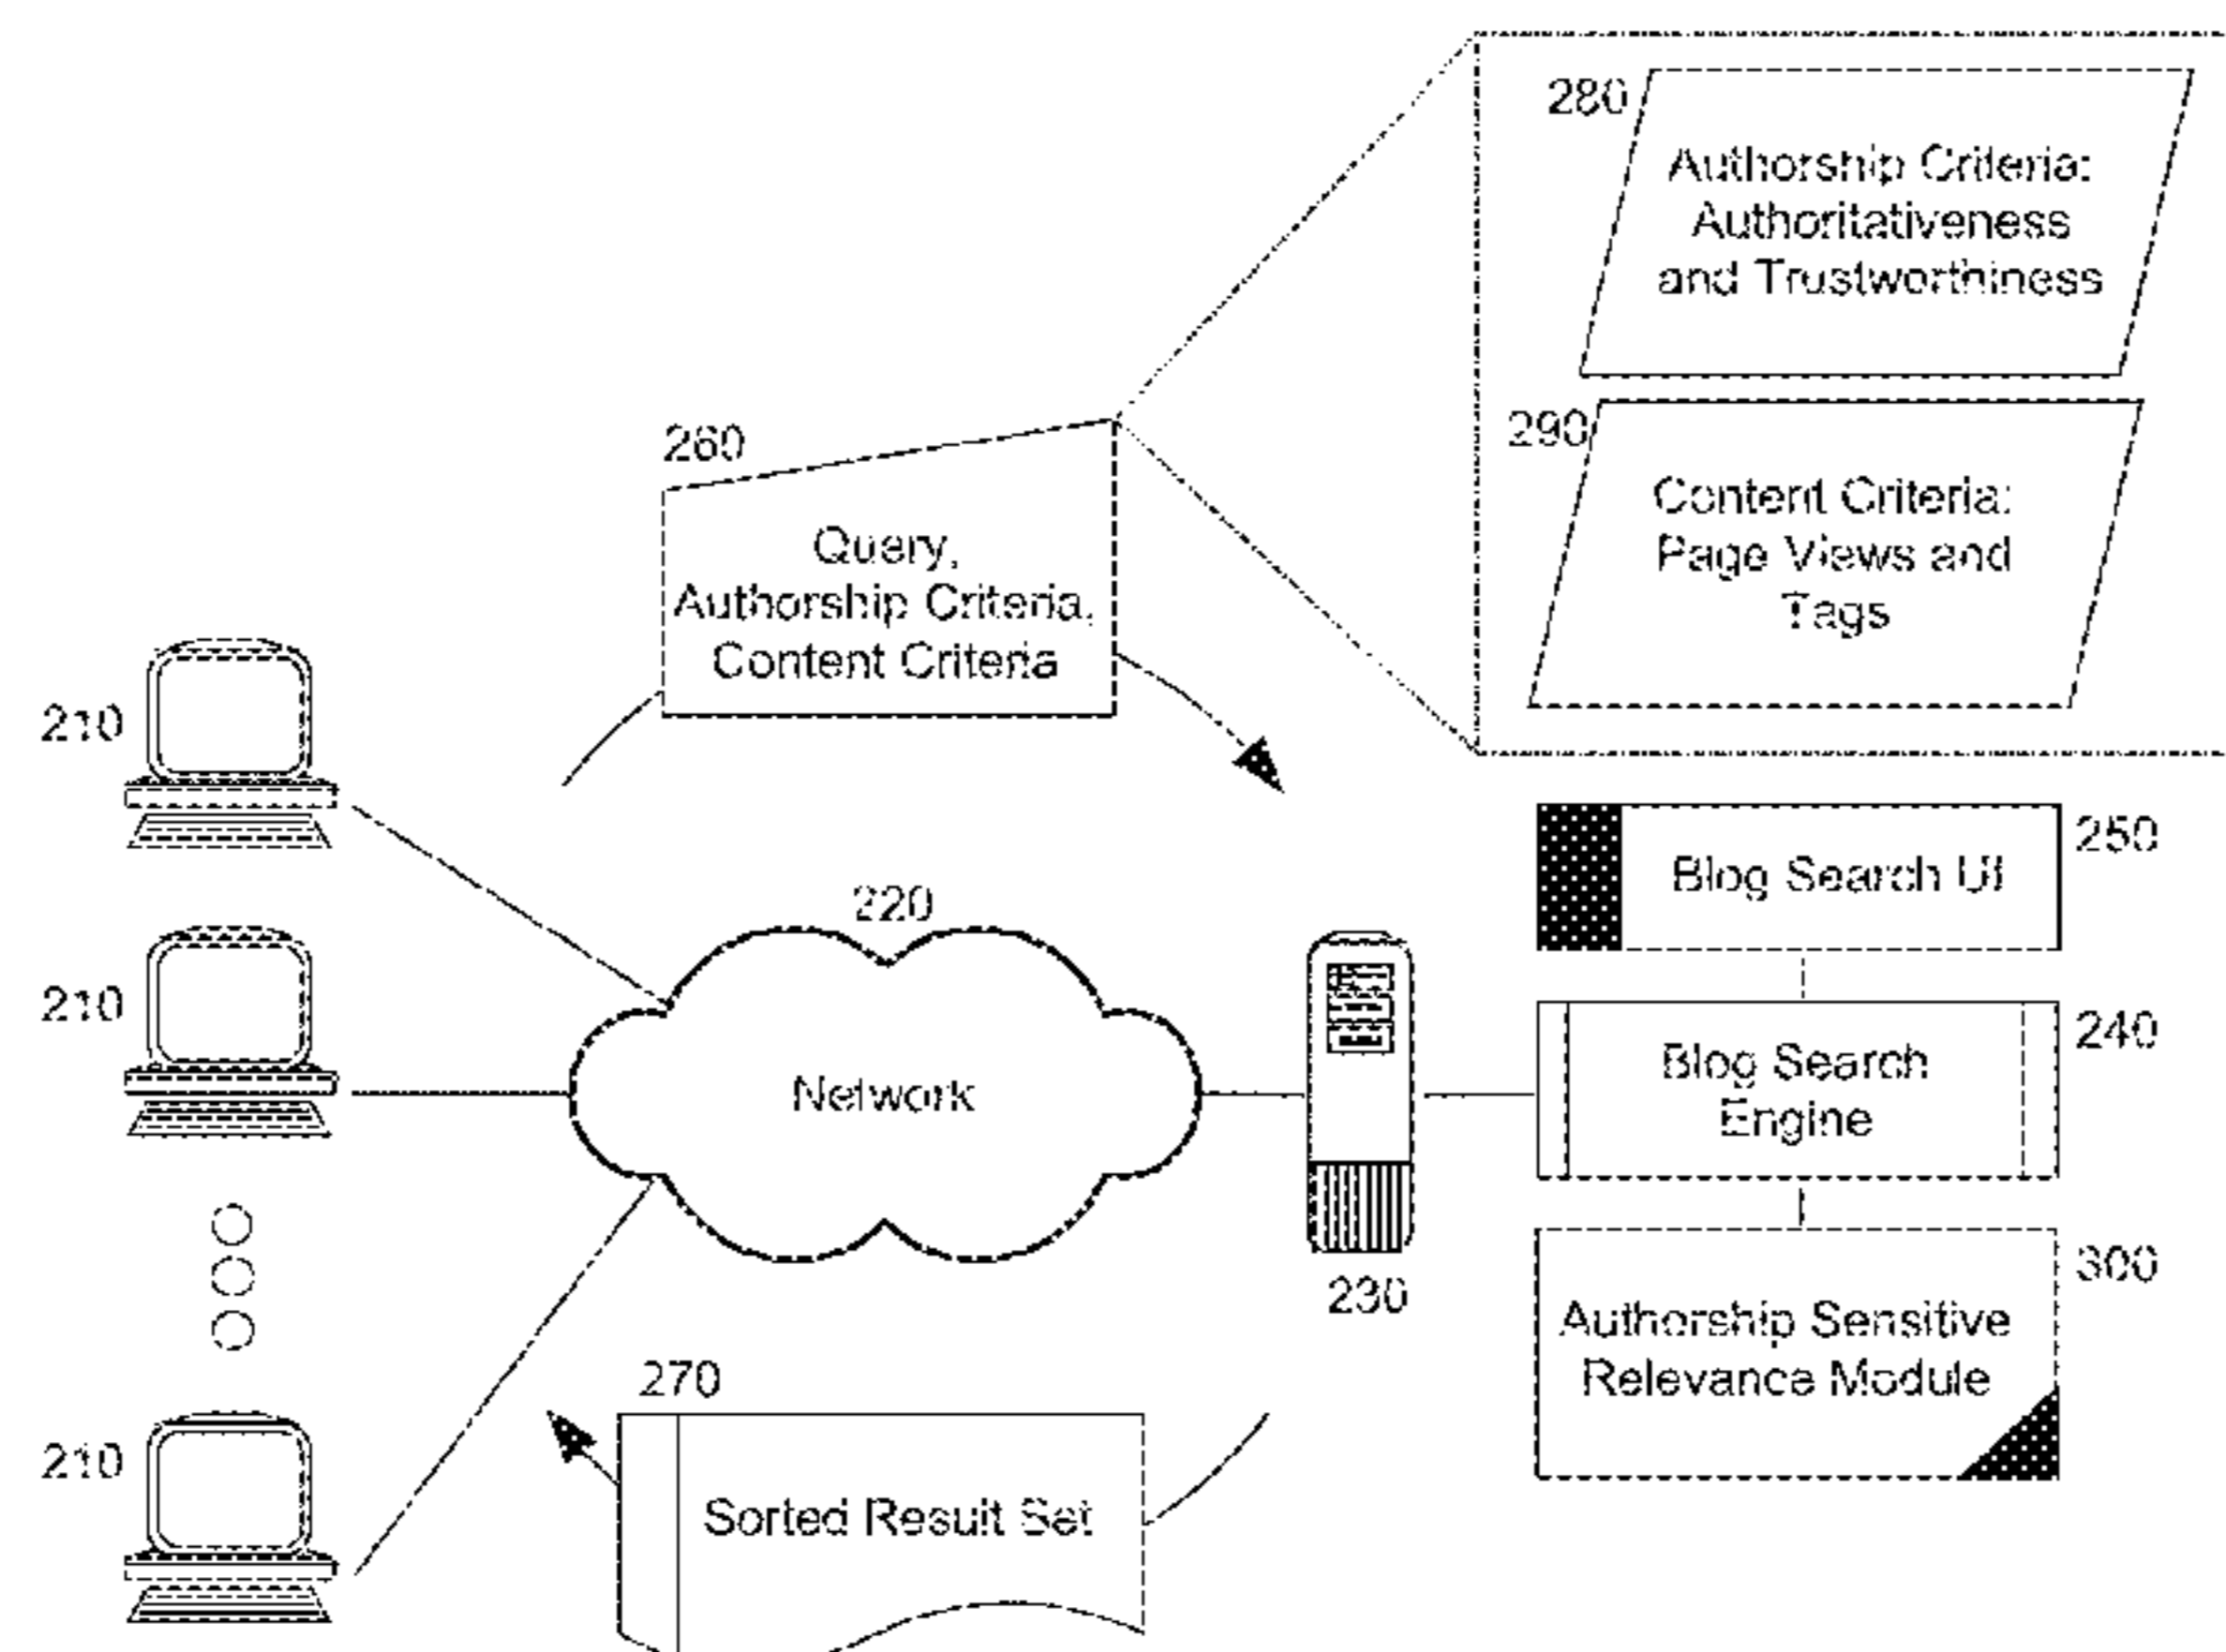 280
Authorship Criteria:
Authoritativeness
and Trustworthiness
290
Content Criteria:
Page Views and
Tags
260
Query,
Authorship Criteria,
Content Criteria
210
210
210
220
Network
230
250
Blog Search UI
240
Blog Search
Engine
300
Authorship Sensitive
Relevance Module
270
Sorted Result Set